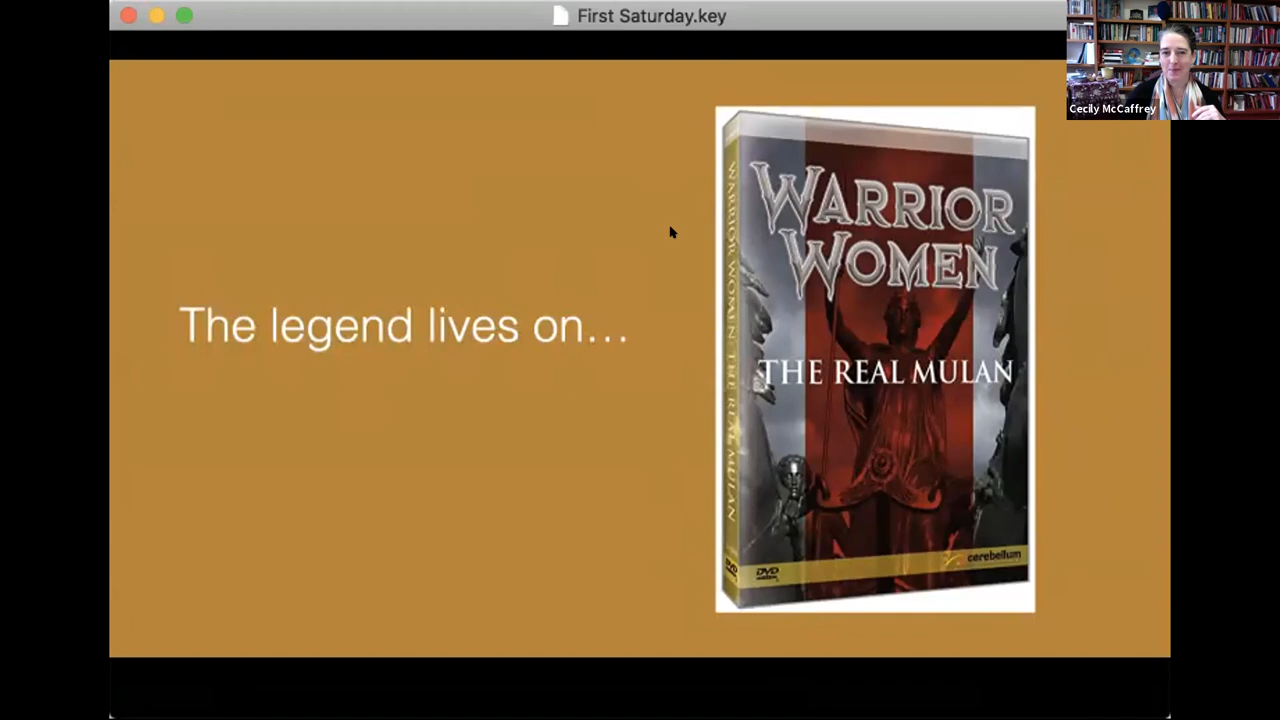 First Saturday.key
Cecily McCaffrey
The legend lives on...
WARRIOR
WOMEN
THE REAL MULAN
WARRIOR WOMEN: THE REAL MULAN
cerebellum
DVD
DVD